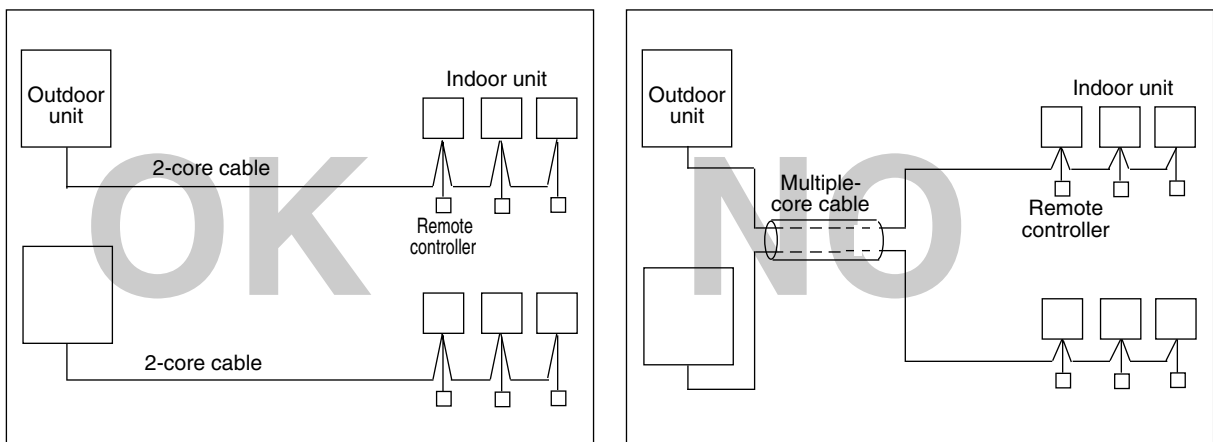 Outdoor
unit
Indoor unit
2-core cable
Remote
controller
2-core cable
OK
Outdoor
unit
Indoor unit
Multiple-
core cable
Remote
controller
NO